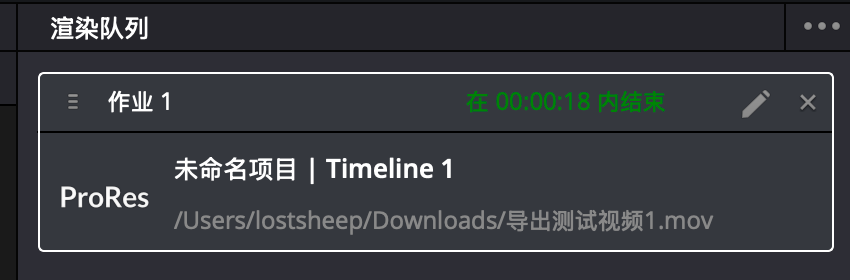 渲染队列
作业 1 在 00:00:18 内结束
未命名项目 | Timeline 1
ProRes
/Users/lostsheep/Downloads/导出测试视频1.mov